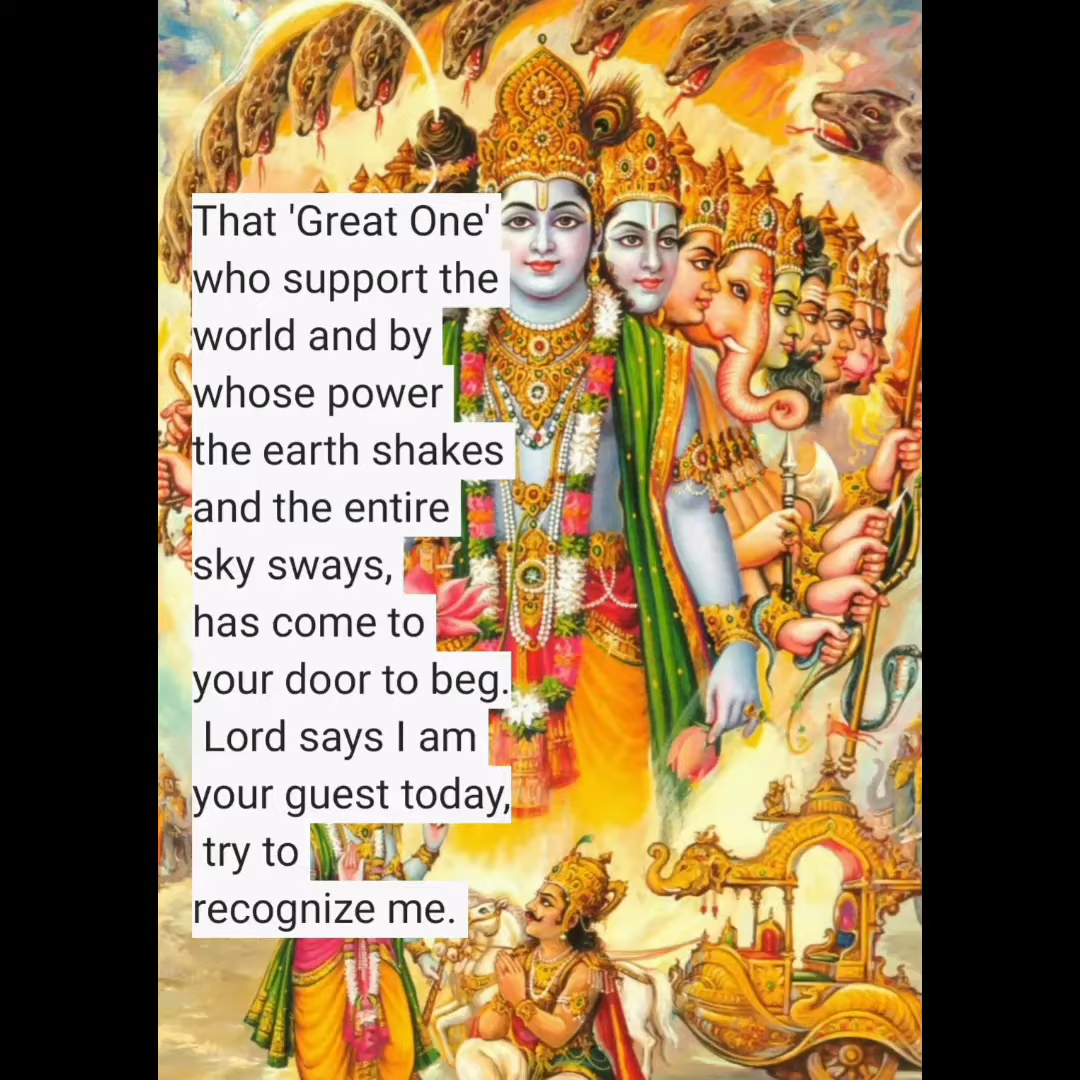 That 'Great One'
who support the
world and by
whose power
the earth shakes
and the entire
sky sways,
has come to
your door to beg.
Lord says I am
your guest today,
try to
recognize me.